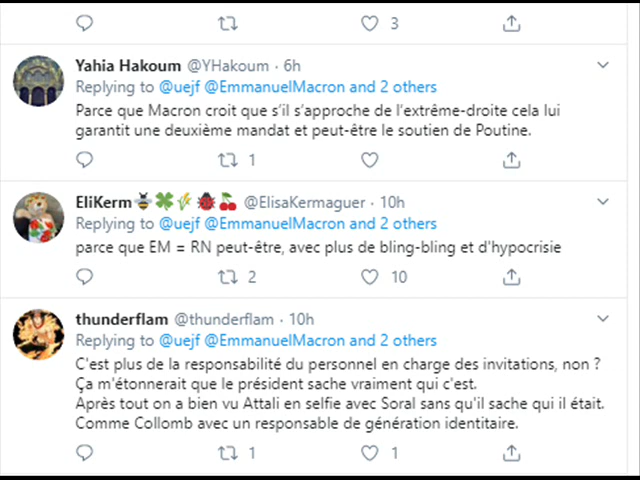 3
Yahia Hakoum @YHakoum · 6h
Replying to @uejf @EmmanuelMacron and 2 others
Parce que Macron croit que s'il s'approche de l'extrême-droite cela lui
garantit une deuxième mandat et peut-être le soutien de Poutine.
1
EliKerm🐝🍀🌾🐞🍒 @ElisaKermaguer · 10h
Replying to @uejf @EmmanuelMacron and 2 others
parce que EM = RN peut-être, avec plus de bling-bling et d'hypocrisie
2 10
thunderflam @thunderflam · 10h
Replying to @uejf @EmmanuelMacron and 2 others
C'est plus de la responsabilité du personnel en charge des invitations, non ?
Ça m'étonnerait que le président sache vraiment qui c'est.
Après tout on a bien vu Attali en selfie avec Soral sans qu'il sache qui il était.
Comme Collomb avec un responsable de génération identitaire.
1 1